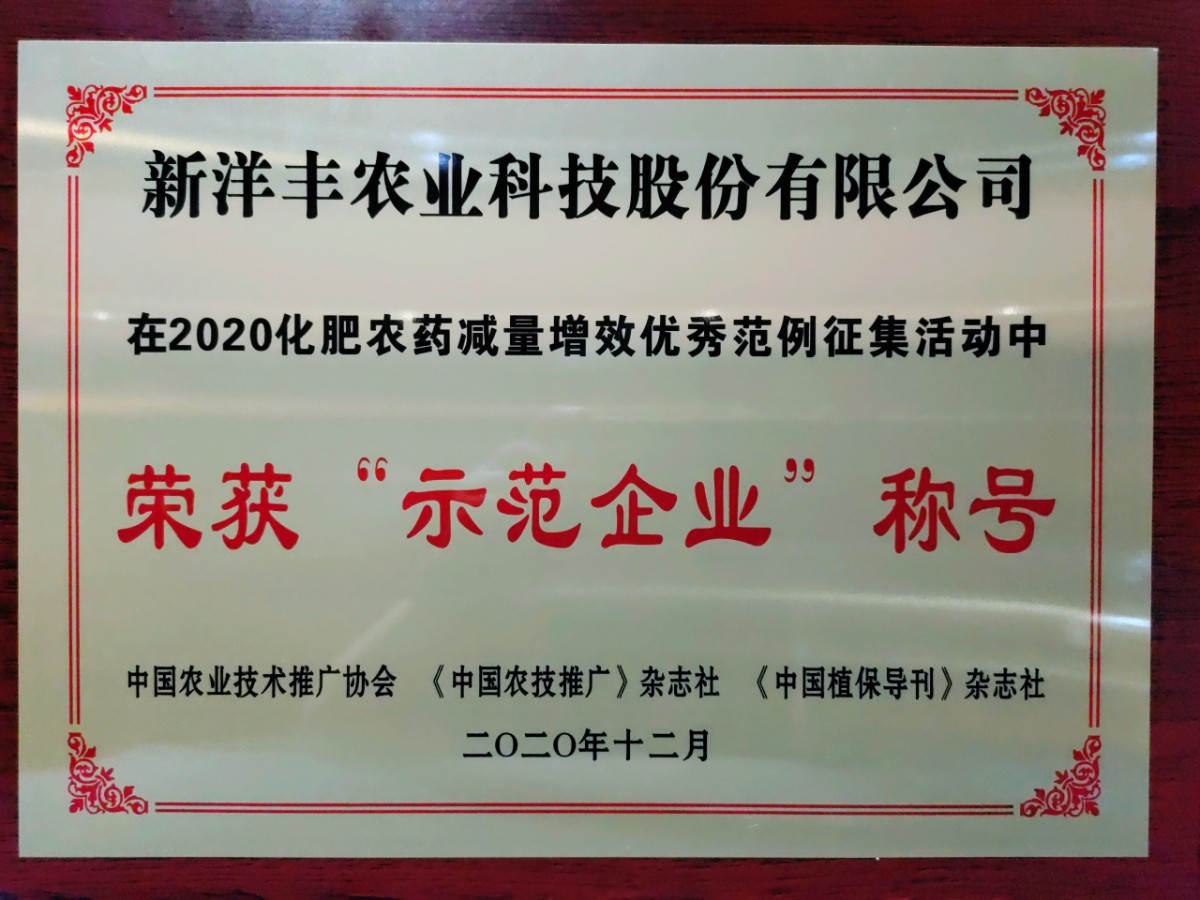 新洋丰农业科技股份有限公司
在2020化肥农药减量增效优秀范例征集活动中
荣获“示范企业”称号
中国农业技术推广协会 《中国农技推广》杂志社 《中国植保导刊》杂志社
二〇二〇年十二月